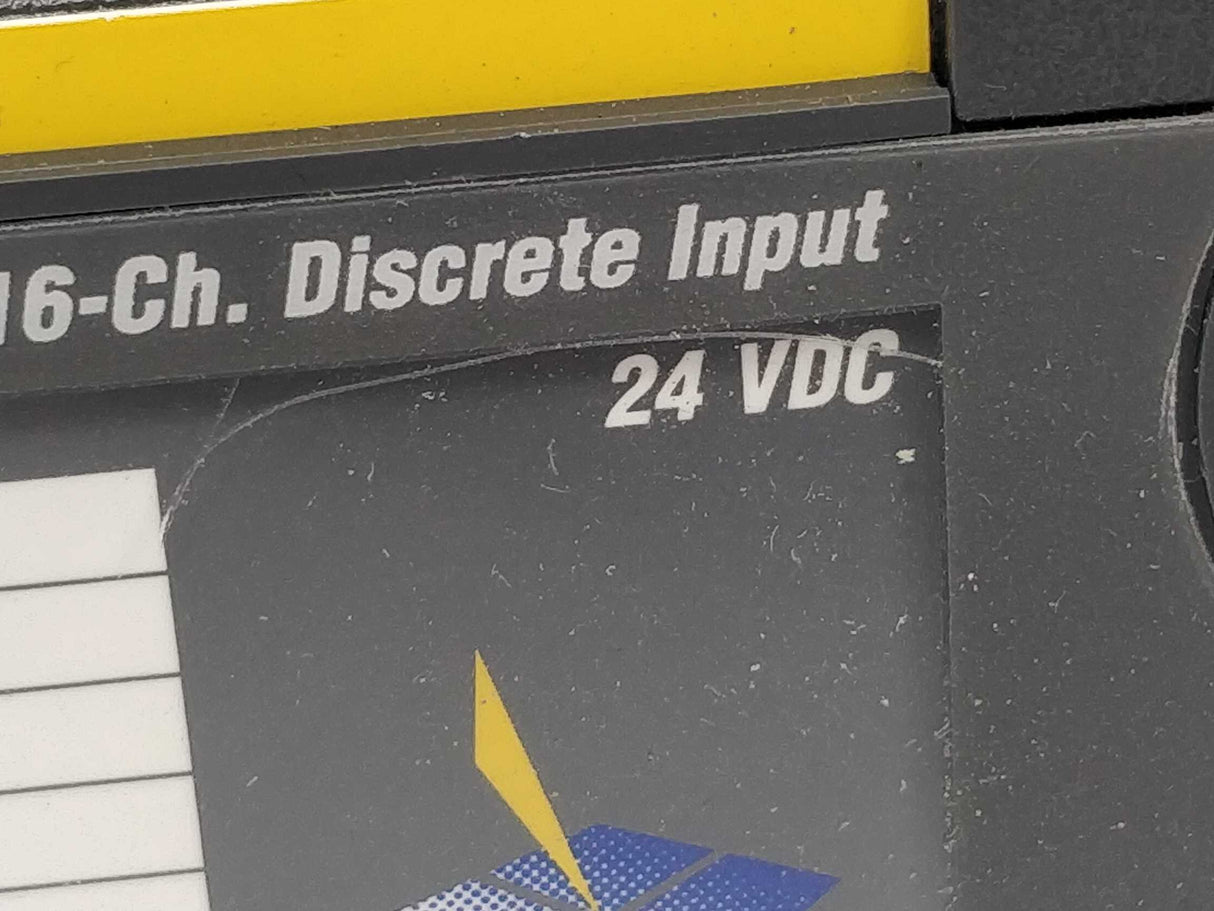 16-Ch. Discrete Input
24 VDC